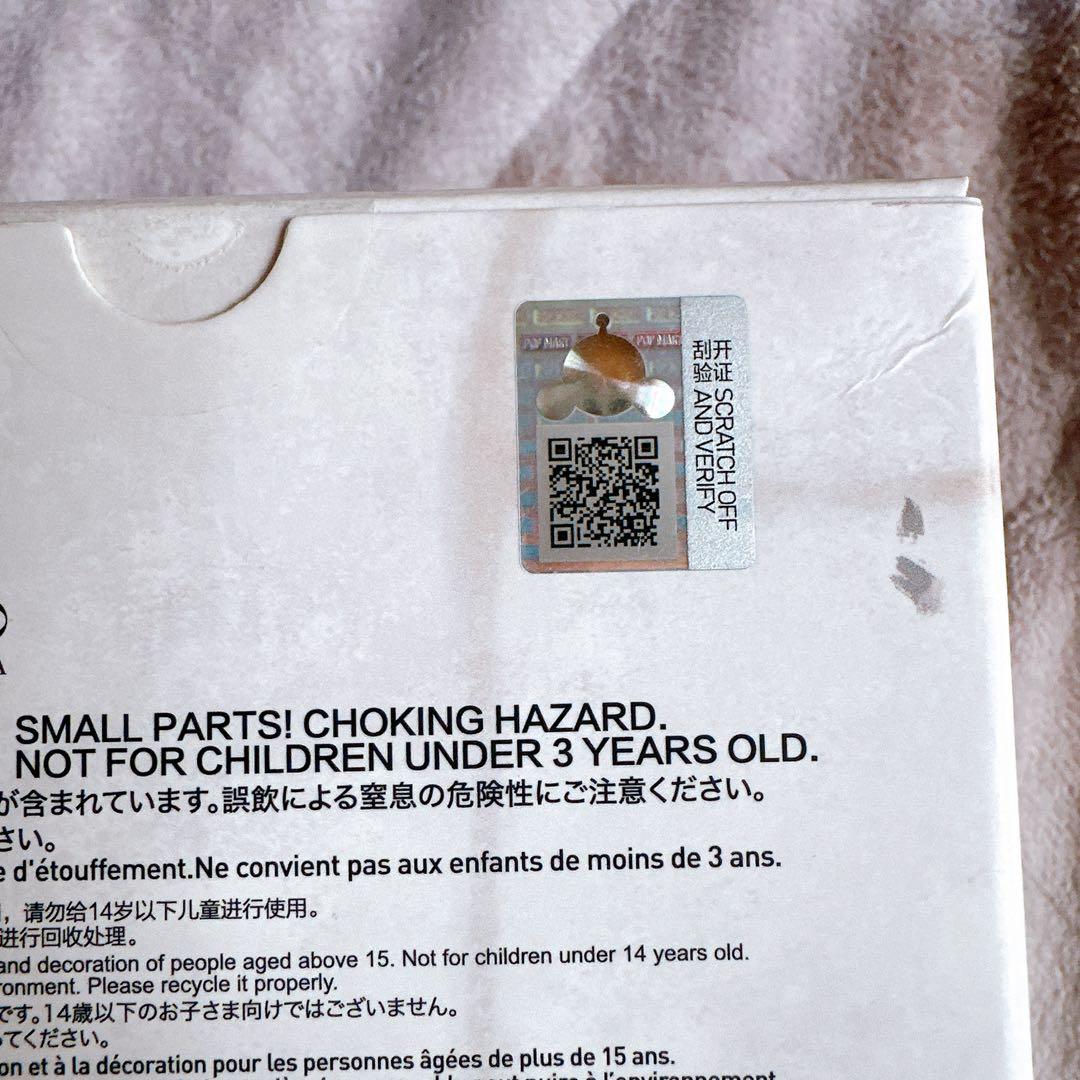 POP MART POP MART
开证 SCRATCH OFF
刮验 AND VERIFY
A
SMALL PARTS! CHOKING HAZARD.
NOT FOR CHILDREN UNDER 3 YEARS OLD.
が含まれています。誤飲による窒息の危険性にご注意ください。
さい。
e d'étouffement.Ne convient pas aux enfants de moins de 3 ans.
，请勿给14岁以下儿童进行使用。
进行回收处理。
and decoration of people aged above 15. Not for children under 14 years old.
ronment. Please recycle it properly.
です。14歳以下のお子さま向けではございません。
ってください。
on et à la décoration pour les personnes âgées de plus de 15 ans.
peut nuire à l'environnement